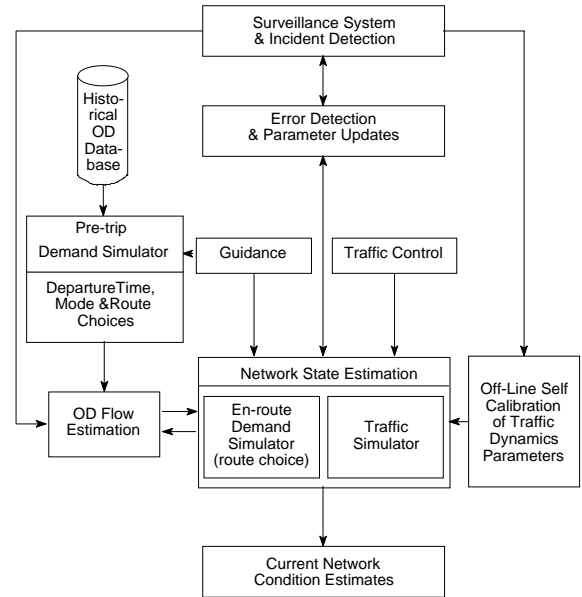 Surveillance System
& Incident Detection
Histo-
rical
OD
Data-
base
Error Detection
& Parameter Updates
Pre-trip
Demand Simulator
Guidance
Traffic Control
DepartureTime,
Mode &Route
Choices
Network State Estimation
OD Flow
Estimation
En-route
Demand
Simulator
(route choice)
Traffic
Simulator
Off-Line Self
Calibration
of Traffic
Dynamics
Parameters
Current Network
Condition Estimates